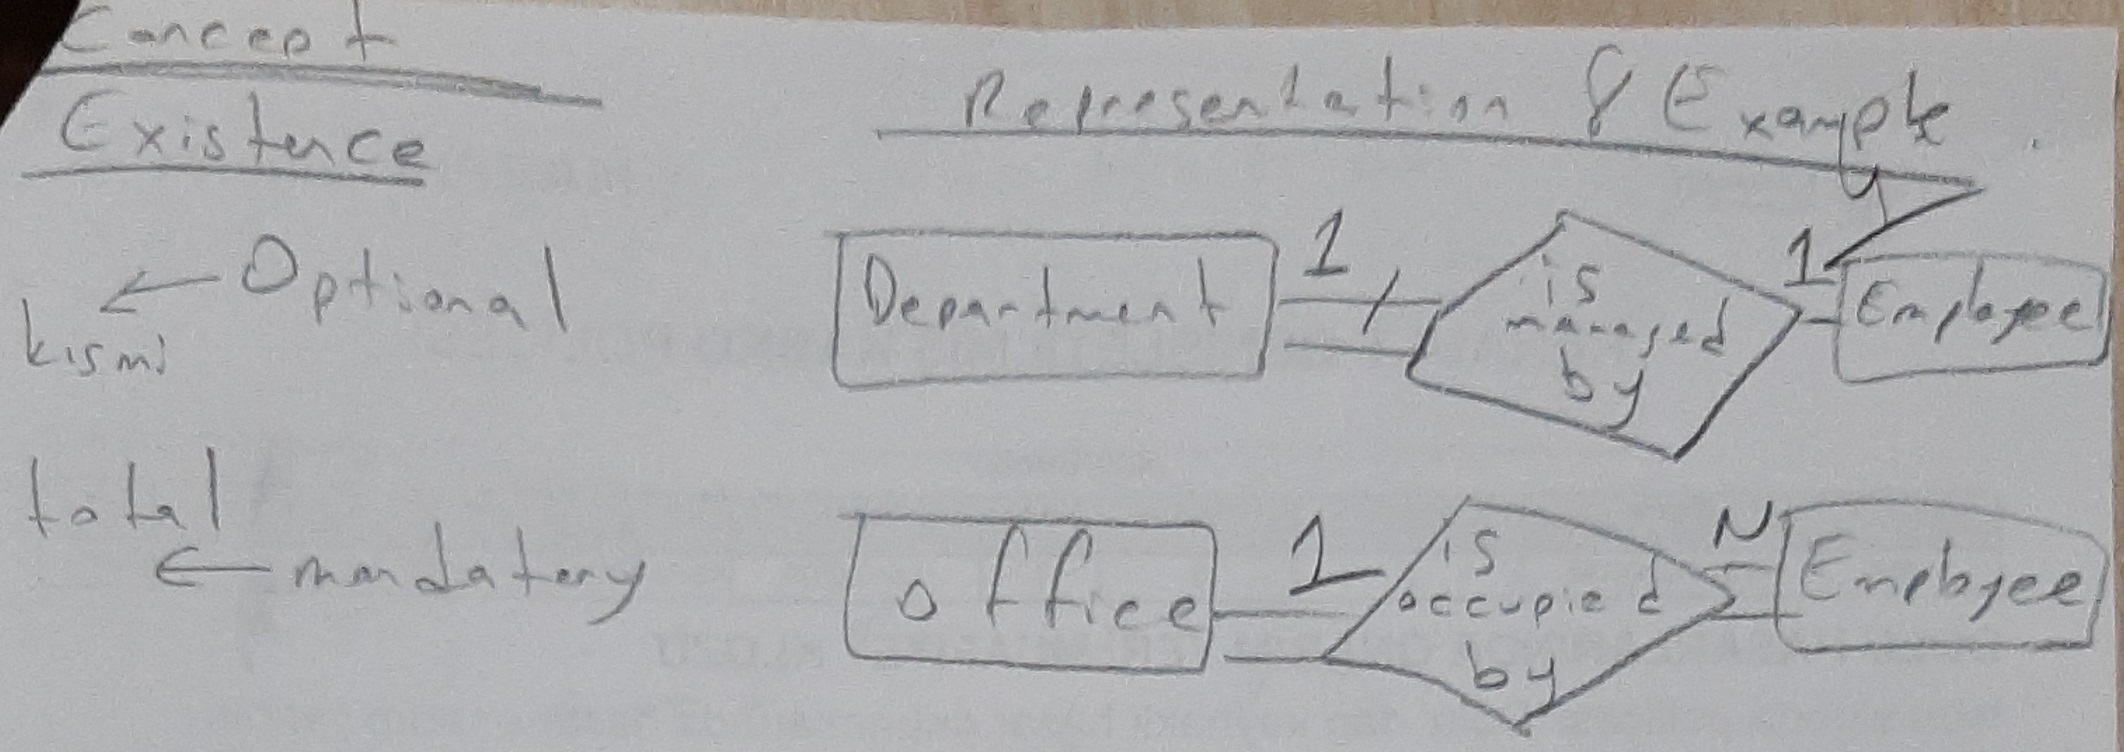 Concept
Representation & Example
Existence
← Optional
kısmi
Department
1
is
managed
by
1
Employee
total
← mandatory
office
1
is
occupied
by
N
Employee